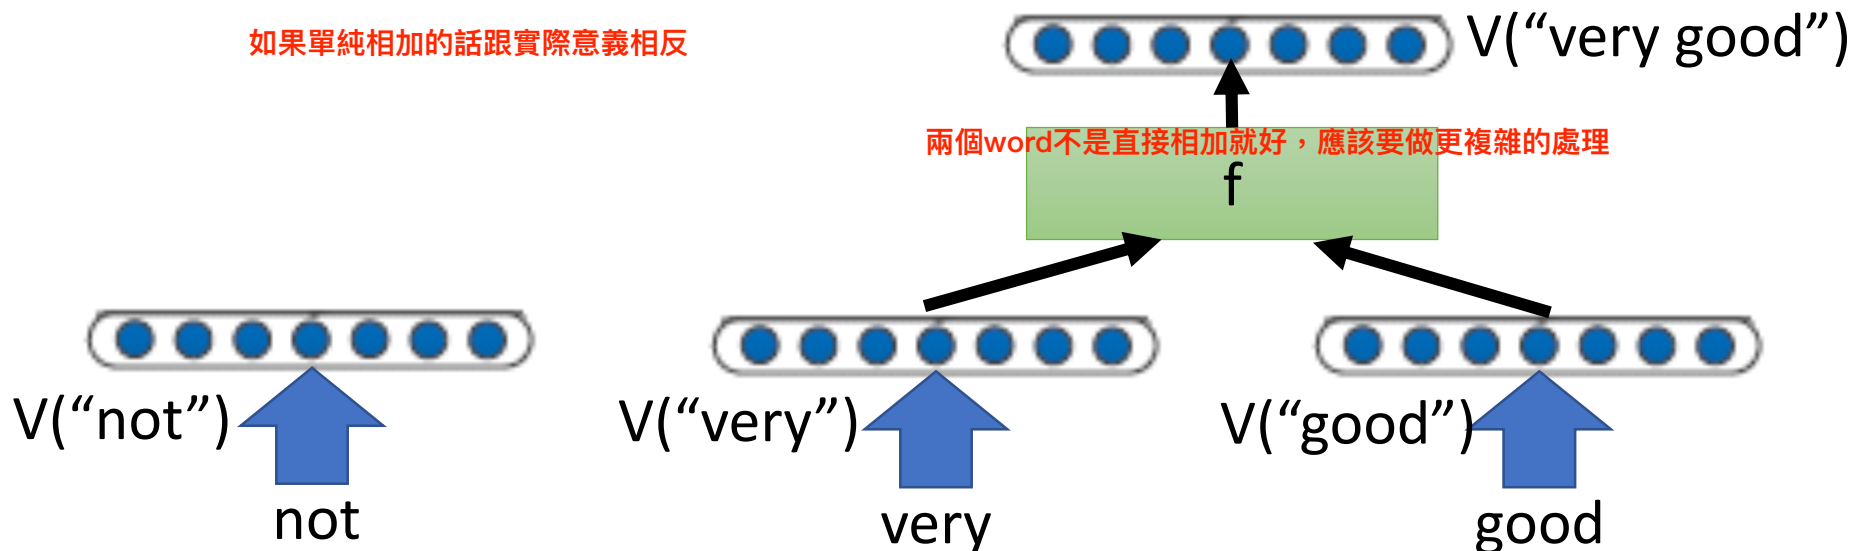 如果單純相加的話跟實際意義相反
V(“very good”)
兩個word不是直接相加就好，應該要做更複雜的處理
f
V(“not”)
V(“very”)
V(“good”)
not
very
good